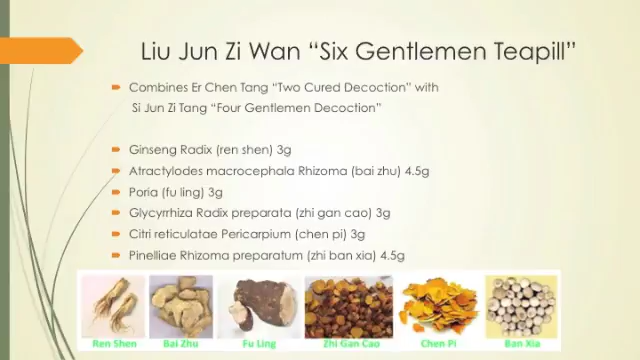 Liu Jun Zi Wan “Six Gentlemen Teapill”
Combines Er Chen Tang “Two Cured Decoction” with
Si Jun Zi Tang “Four Gentlemen Decoction”
Ginseng Radix (ren shen) 3g
Atractylodes macrocephala Rhizoma (bai zhu) 4.5g
Poria (fu ling) 3g
Glycyrrhiza Radix preparata (zhi gan cao) 3g
Citri reticulatae Pericarpium (chen pi) 3g
Pinelliae Rhizoma preparatum (zhi ban xia) 4.5g
Ren Shen Bai Zhu Fu Ling Zhi Gan Cao Chen Pi Ban Xia